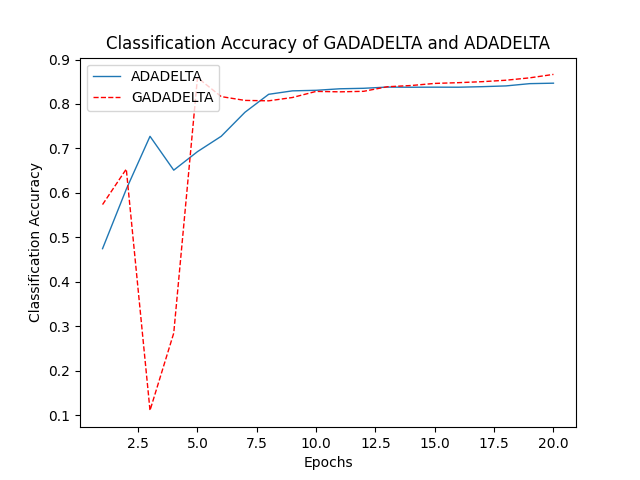 Classification Accuracy of GADADELTA and ADADELTA
ADADELTA
GADADELTA
Classification Accuracy
0.9
0.8
0.7
0.6
0.5
0.4
0.3
0.2
0.1
2.5 5.0 7.5 10.0 12.5 15.0 17.5 20.0
Epochs